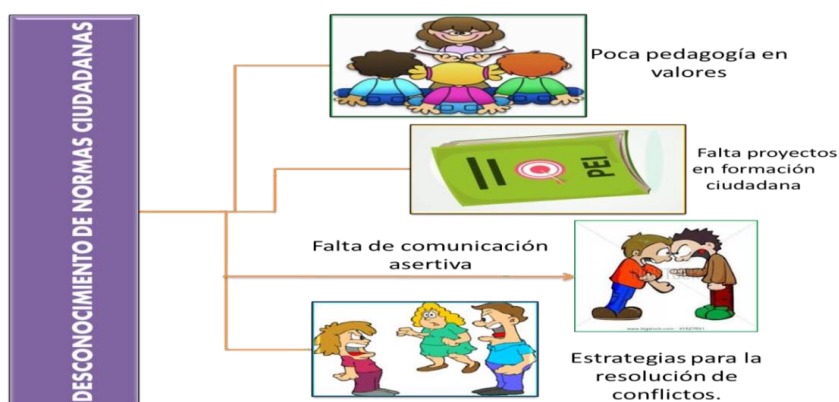 DESCONOCIMIENTO DE NORMAS CIUDADANAS
Poca pedagogía en
valores
PEI
Falta proyectos
en formación
ciudadana
Falta de comunicación
asertiva
Estrategias para la
resolución de
conflictos.